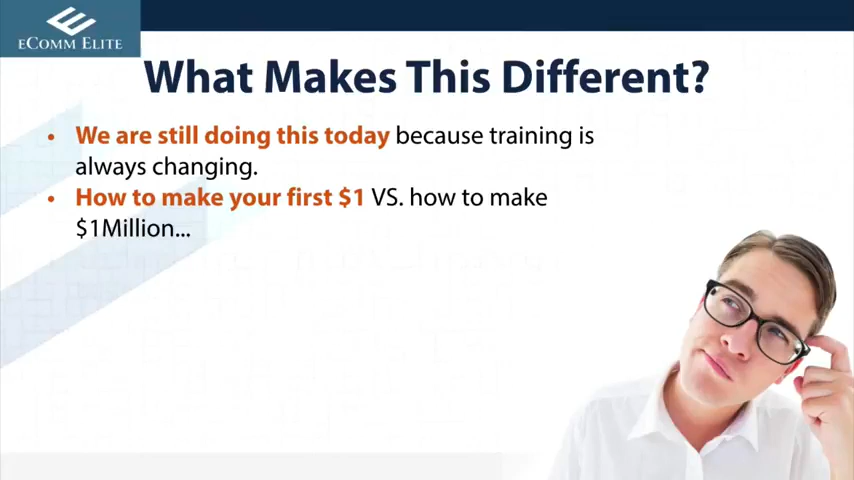 eComm Elite
What Makes This Different?
• We are still doing this today because training is
always changing.
• How to make your first $1 VS. how to make
$1Million...